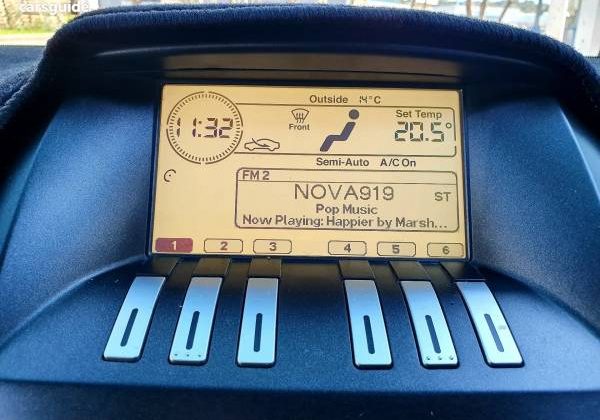 carsguide
Outside 14°C
11:32
Front
Set Temp
20.5°
Semi-Auto A/C On
FM 2
NOVA919
ST
Pop Music
Now Playing: Happier by Marsh...
1 2 3 4 5 6